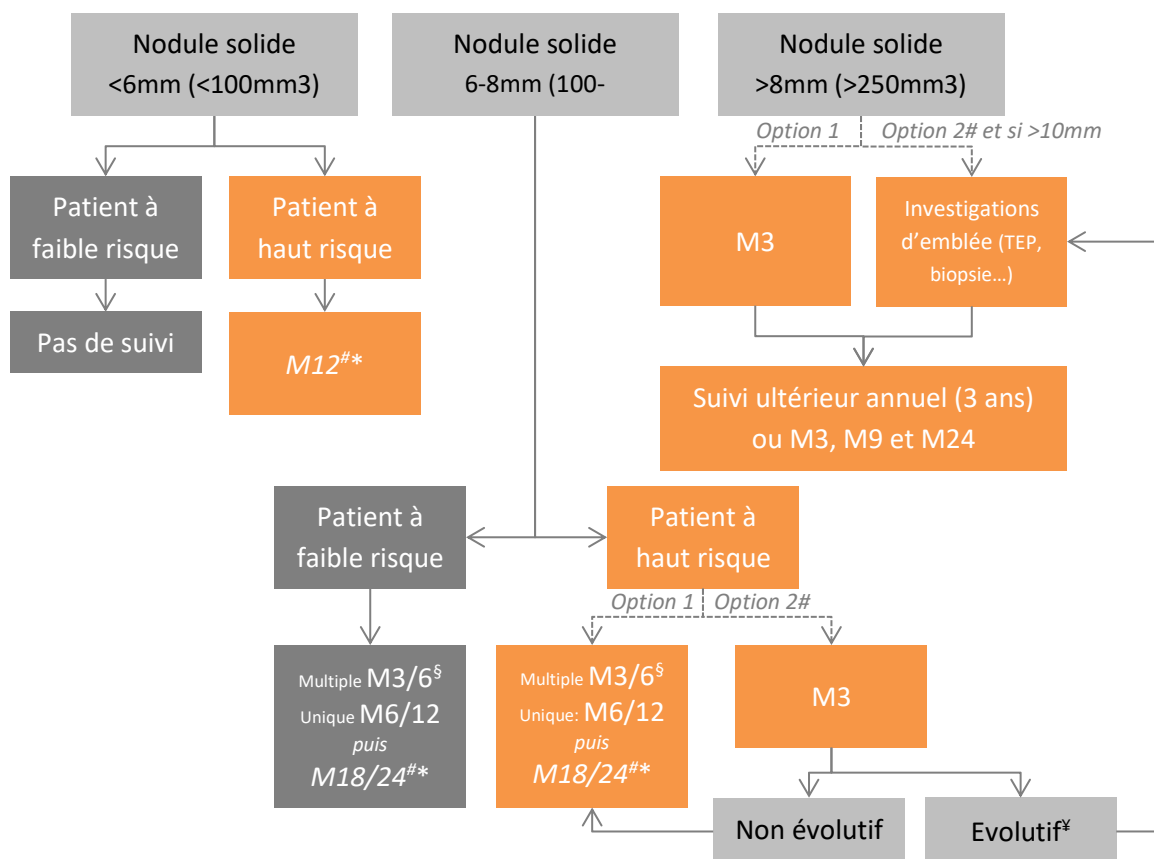 Nodule solide
<6mm (<100mm3)
Nodule solide
6-8mm (100-
Nodule solide
>8mm (>250mm3)
Option 1
Option 2# et si >10mm
Patient à
faible risque
Patient à
haut risque
M3
Investigations
d'emblée (TEP,
biopsie...)
Pas de suivi
M12#*
Suivi ultérieur annuel (3 ans)
ou M3, M9 et M24
Patient à
faible risque
Patient à
haut risque
Option 1
Option 2#
Multiple M3/6§
Unique M6/12
puis
M18/24#*
Multiple M3/6§
Unique: M6/12
puis
M18/24#*
M3
Non évolutif
Evolutif¥